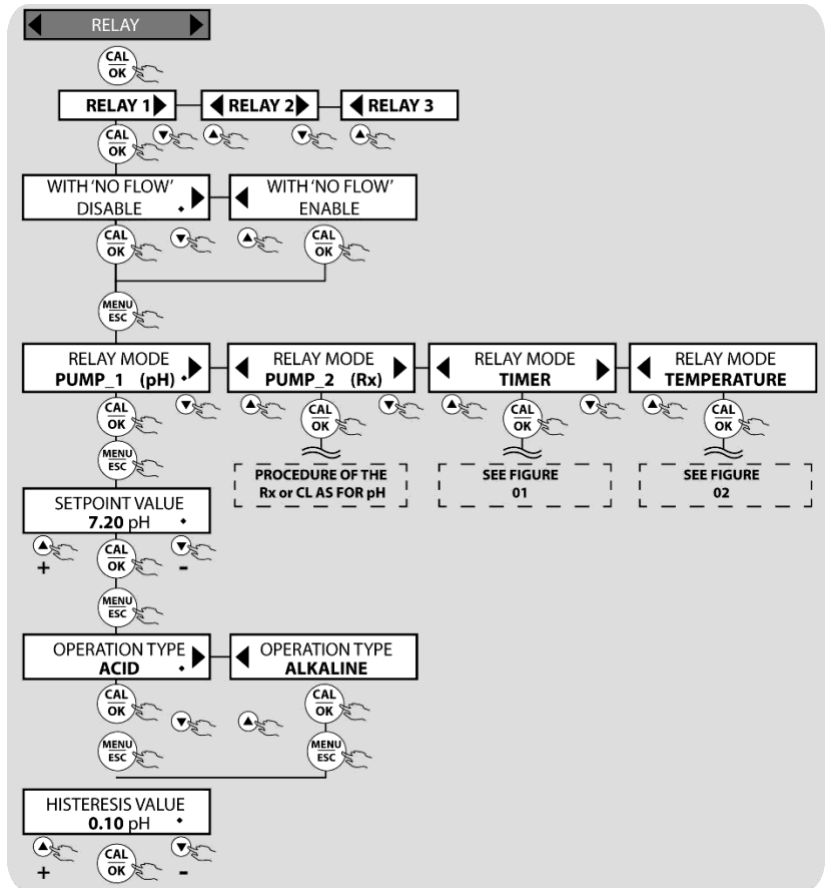 RELAY
CAL
OK
RELAY 1
RELAY 2
RELAY 3
CAL
OK
WITH 'NO FLOW'
DISABLE
WITH 'NO FLOW'
ENABLE
CAL
OK
CAL
OK
MENU
ESC
RELAY MODE
PUMP_1 (pH)
RELAY MODE
PUMP_2 (Rx)
RELAY MODE
TIMER
RELAY MODE
TEMPERATURE
CAL
OK
CAL
OK
CAL
OK
CAL
OK
MENU
ESC
PROCEDURE OF THE
Rx or CL AS FOR pH
SEE FIGURE
01
SEE FIGURE
02
SETPOINT VALUE
7.20 pH
+
CAL
OK
-
MENU
ESC
OPERATION TYPE
ACID
OPERATION TYPE
ALKALINE
CAL
OK
CAL
OK
MENU
ESC
MENU
ESC
HISTERESIS VALUE
0.10 pH
+
CAL
OK
-